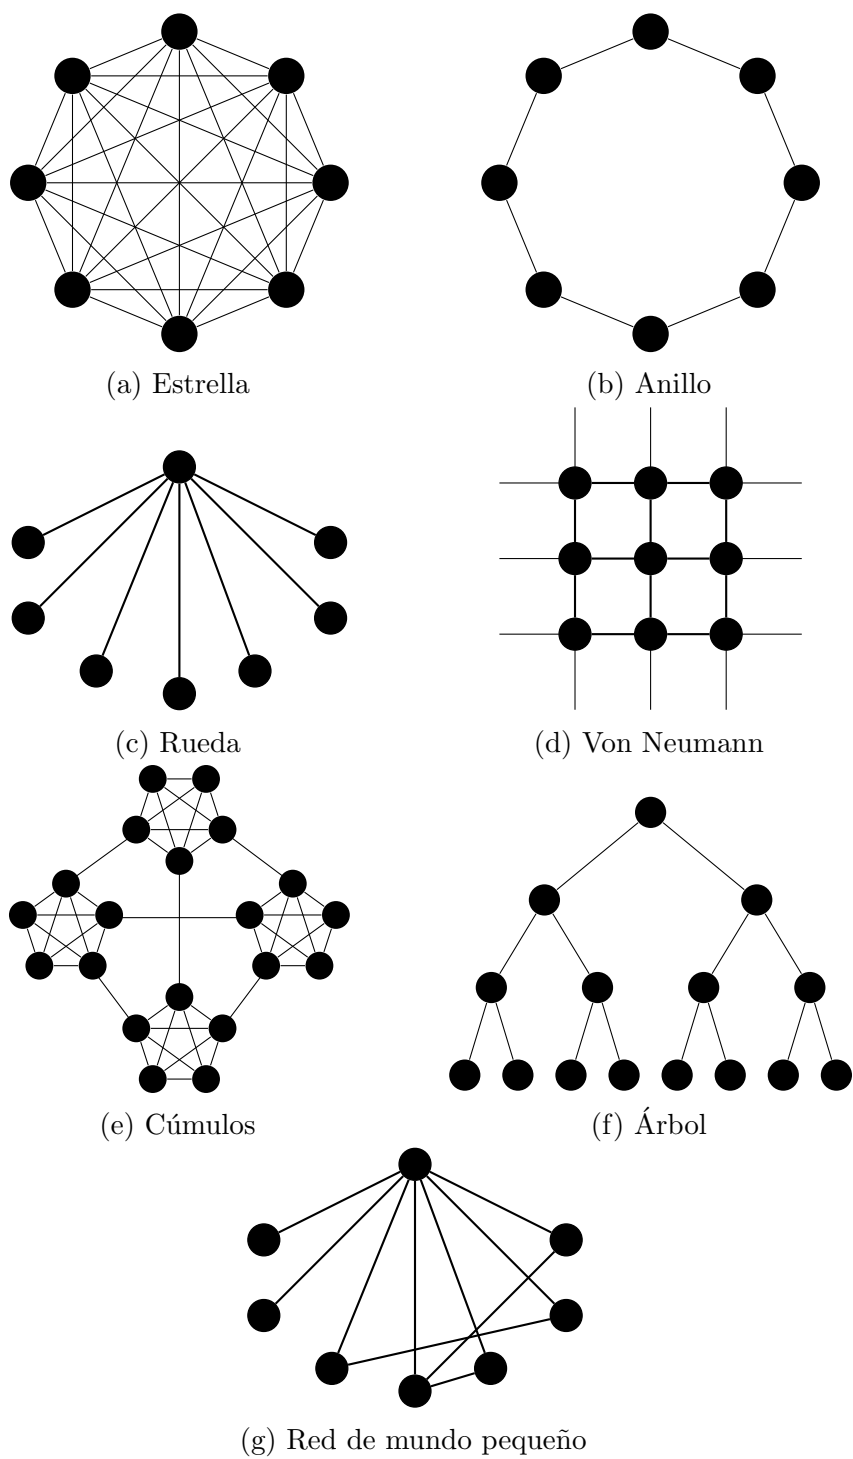 (a) Estrella
(b) Anillo
(c) Rueda
(d) Von Neumann
(e) Cúmulos
(f) Árbol
(g) Red de mundo pequeño